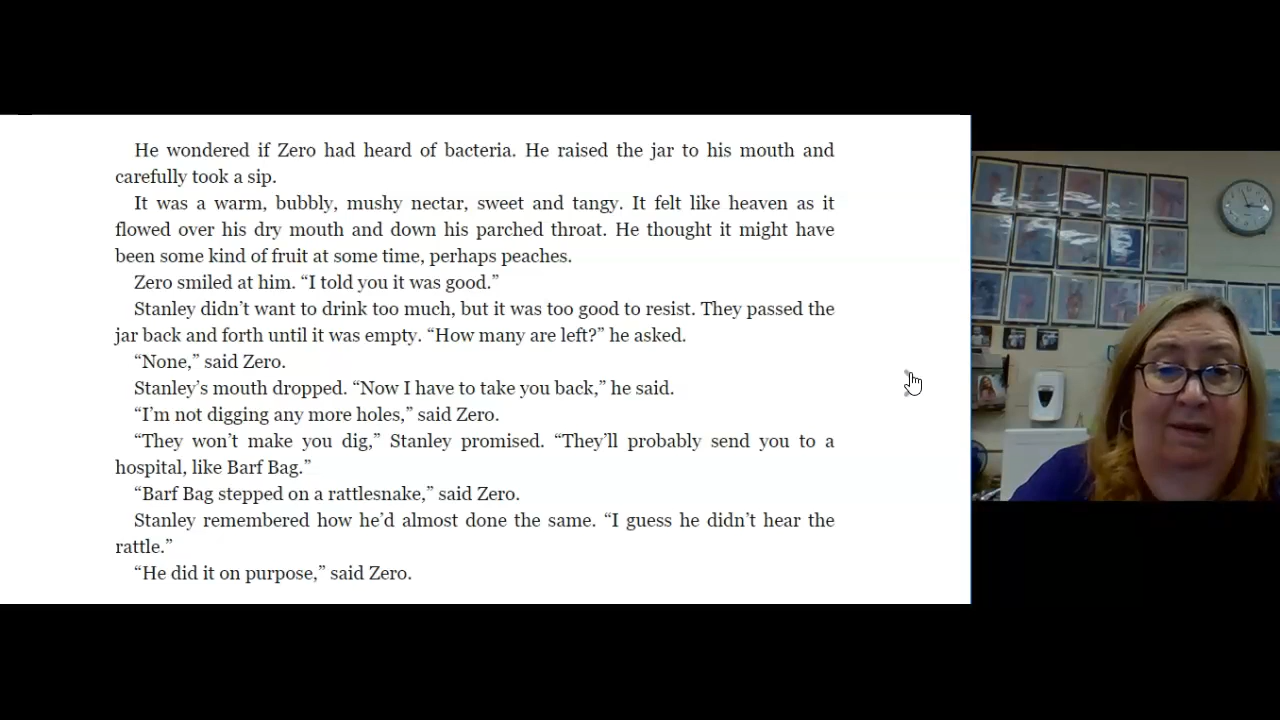 He wondered if Zero had heard of bacteria. He raised the jar to his mouth and
carefully took a sip.
It was a warm, bubbly, mushy nectar, sweet and tangy. It felt like heaven as it
flowed over his dry mouth and down his parched throat. He thought it might have
been some kind of fruit at some time, perhaps peaches.
Zero smiled at him. “I told you it was good.”
Stanley didn’t want to drink too much, but it was too good to resist. They passed the
jar back and forth until it was empty. “How many are left?” he asked.
“None,” said Zero.
Stanley’s mouth dropped. “Now I have to take you back,” he said.
“I’m not digging any more holes,” said Zero.
“They won’t make you dig,” Stanley promised. “They’ll probably send you to a
hospital, like Barf Bag.”
“Barf Bag stepped on a rattlesnake,” said Zero.
Stanley remembered how he’d almost done the same. “I guess he didn’t hear the
rattle.”
“He did it on purpose,” said Zero.